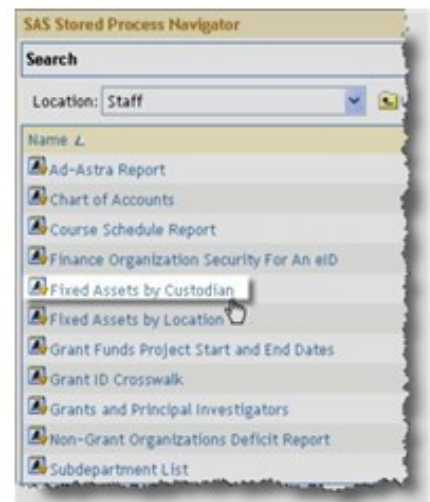 SAS Stored Process Navigator
Search
Location: Staff
Name
Ad-Astra Report
Chart of Accounts
Course Schedule Report
Finance Organization Security For An eID
Fixed Assets by Custodian
Fixed Assets by Location
Grant Funds Project Start and End Dates
Grant ID Crosswalk
Grants and Principal Investigators
Non-Grant Organizations Deficit Report
Subdepartment List